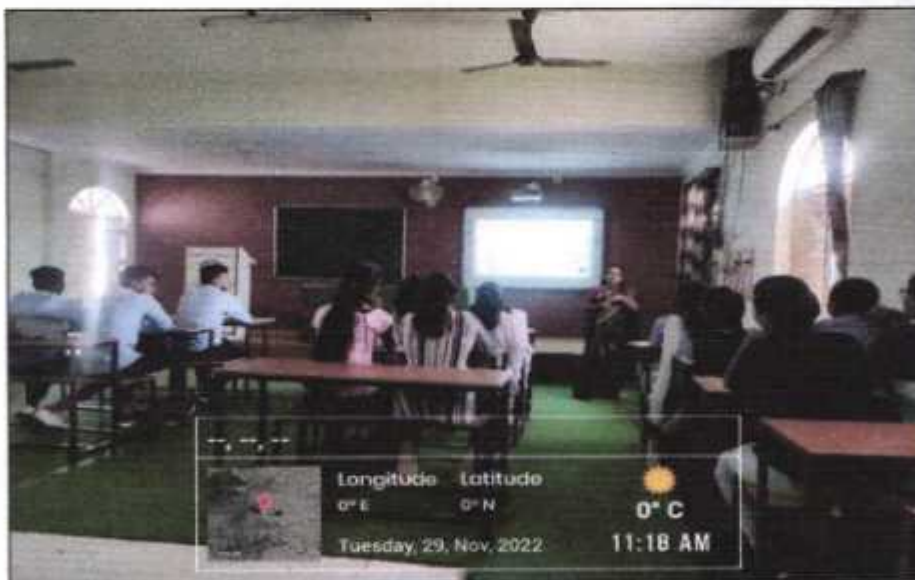 --, --, --
Longitude Latitude
0° E 0° N
0° C
Tuesday, 29, Nov, 2022 11:18 AM